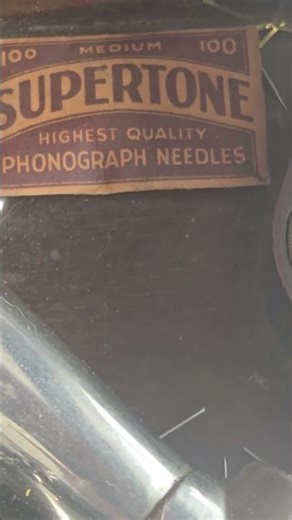 100 MEDIUM 100
SUPERTONE
HIGHEST QUALITY
PHONOGRAPH NEEDLES